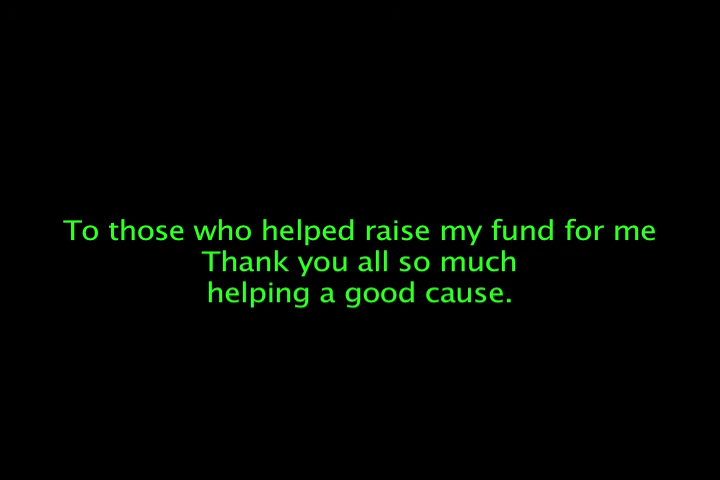 To those who helped raise my fund for me
Thank you all so much
helping a good cause.